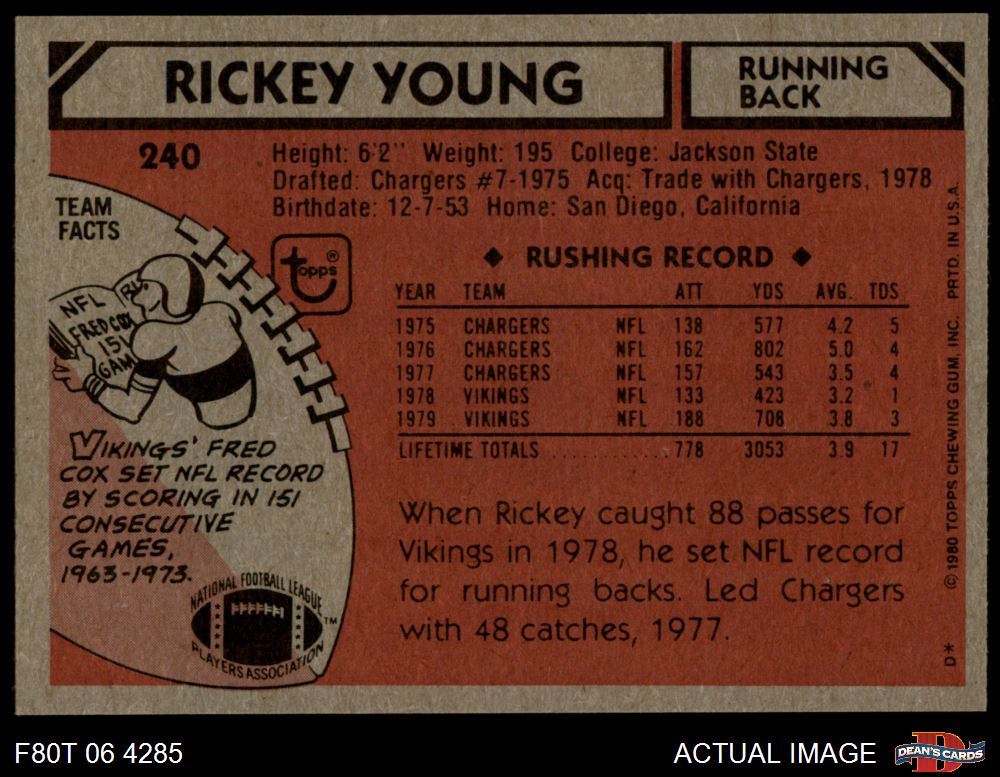 RICKEY YOUNG
RUNNING
BACK
240
Height: 6'2" Weight: 195 College: Jackson State
Drafted: Chargers #7-1975 Acq: Trade with Chargers, 1978
Birthdate: 12-7-53 Home: San Diego, California
TEAM
FACTS
topps®
NFL
FRED COX
151
GAM
◆ RUSHING RECORD ◆
YEAR TEAM ATT YDS AVG. TDS
1975 CHARGERS NFL 138 577 4.2 5
1976 CHARGERS NFL 162 802 5.0 4
1977 CHARGERS NFL 157 543 3.5 4
1978 VIKINGS NFL 133 423 3.2 1
1979 VIKINGS NFL 188 708 3.8 3
LIFETIME TOTALS ............ 778 3053 3.9 17
VIKINGS' FRED
COX SET NFL RECORD
BY SCORING IN 151
CONSECUTIVE
GAMES,
1963-1973.
NATIONAL FOOTBALL LEAGUE
PLAYERS ASSOCIATION
™
When Rickey caught 88 passes for
Vikings in 1978, he set NFL record
for running backs. Led Chargers
with 48 catches, 1977.
D* © 1980 TOPPS CHEWING GUM, INC. PRTD. IN U.S.A.
F80T 06 4285
ACTUAL IMAGE
D
DEAN'S CARDS